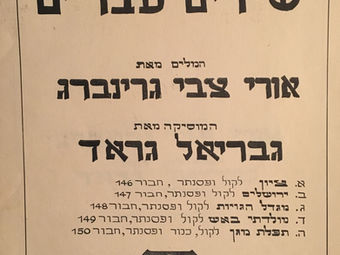 שירים עבריים
המלים מאת
אורי צבי גרינברג
המוסיקה מאת
גבריאל גראד
א. ציון לקול ופסנתר, חבור 146
ב. ירושלים לקול ופסנתר, חבור 147
ג. מגדל הגויות לקול ופסנתר, חבור 148
ד. מולדתי באש לקול ופסנתר, חבור 149
ה. תפלת מגן לקול, כנור ופסנתר, חבור 150